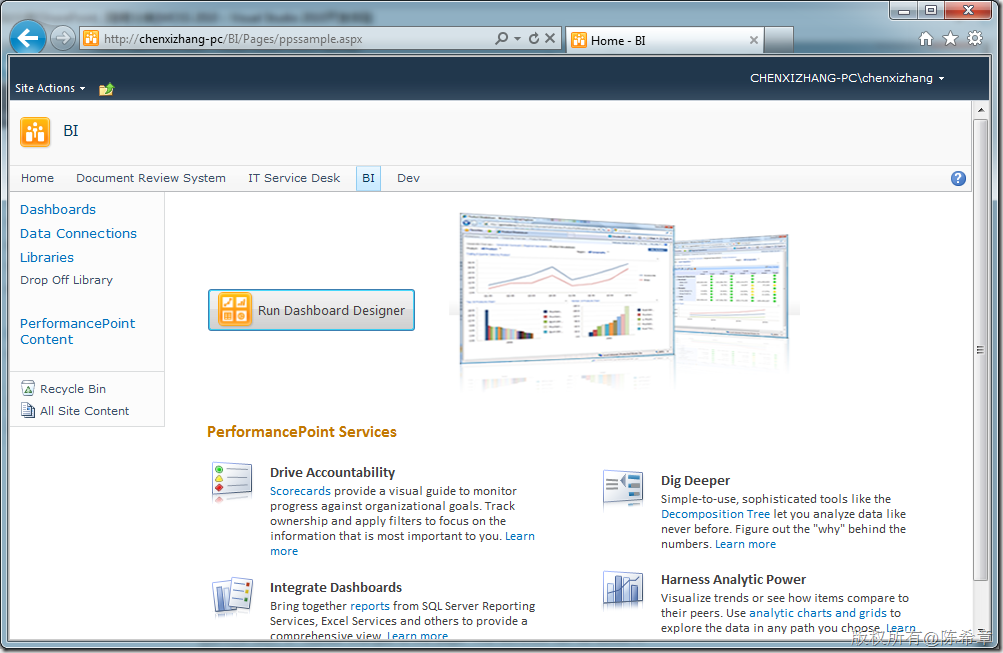 http://chenxizhang-pc/BI/Pages/ppssample.aspx
Home - BI
Site Actions
CHENXIZHANG-PC\chenxizhang
BI
Home
Document Review System
IT Service Desk
BI
Dev
Dashboards
Data Connections
Libraries
Drop Off Library
PerformancePoint
Content
Recycle Bin
All Site Content
Run Dashboard Designer
PerformancePoint Services
Drive Accountability
Scorecards provide a visual guide to monitor
progress against organizational goals. Track
ownership and apply filters to focus on the
information that is most important to you. Learn
more
Dig Deeper
Simple-to-use, sophisticated tools like the
Decomposition Tree let you analyze data like
never before. Figure out the "why" behind the
numbers. Learn more
Integrate Dashboards
Bring together reports from SQL Server Reporting
Services, Excel Services and others to provide a
comprehensive view. Learn more
Harness Analytic Power
Visualize trends or see how items compare to
their peers. Use analytic charts and grids to
explore the data in any path you choose. Learn
版权所有@陈希章